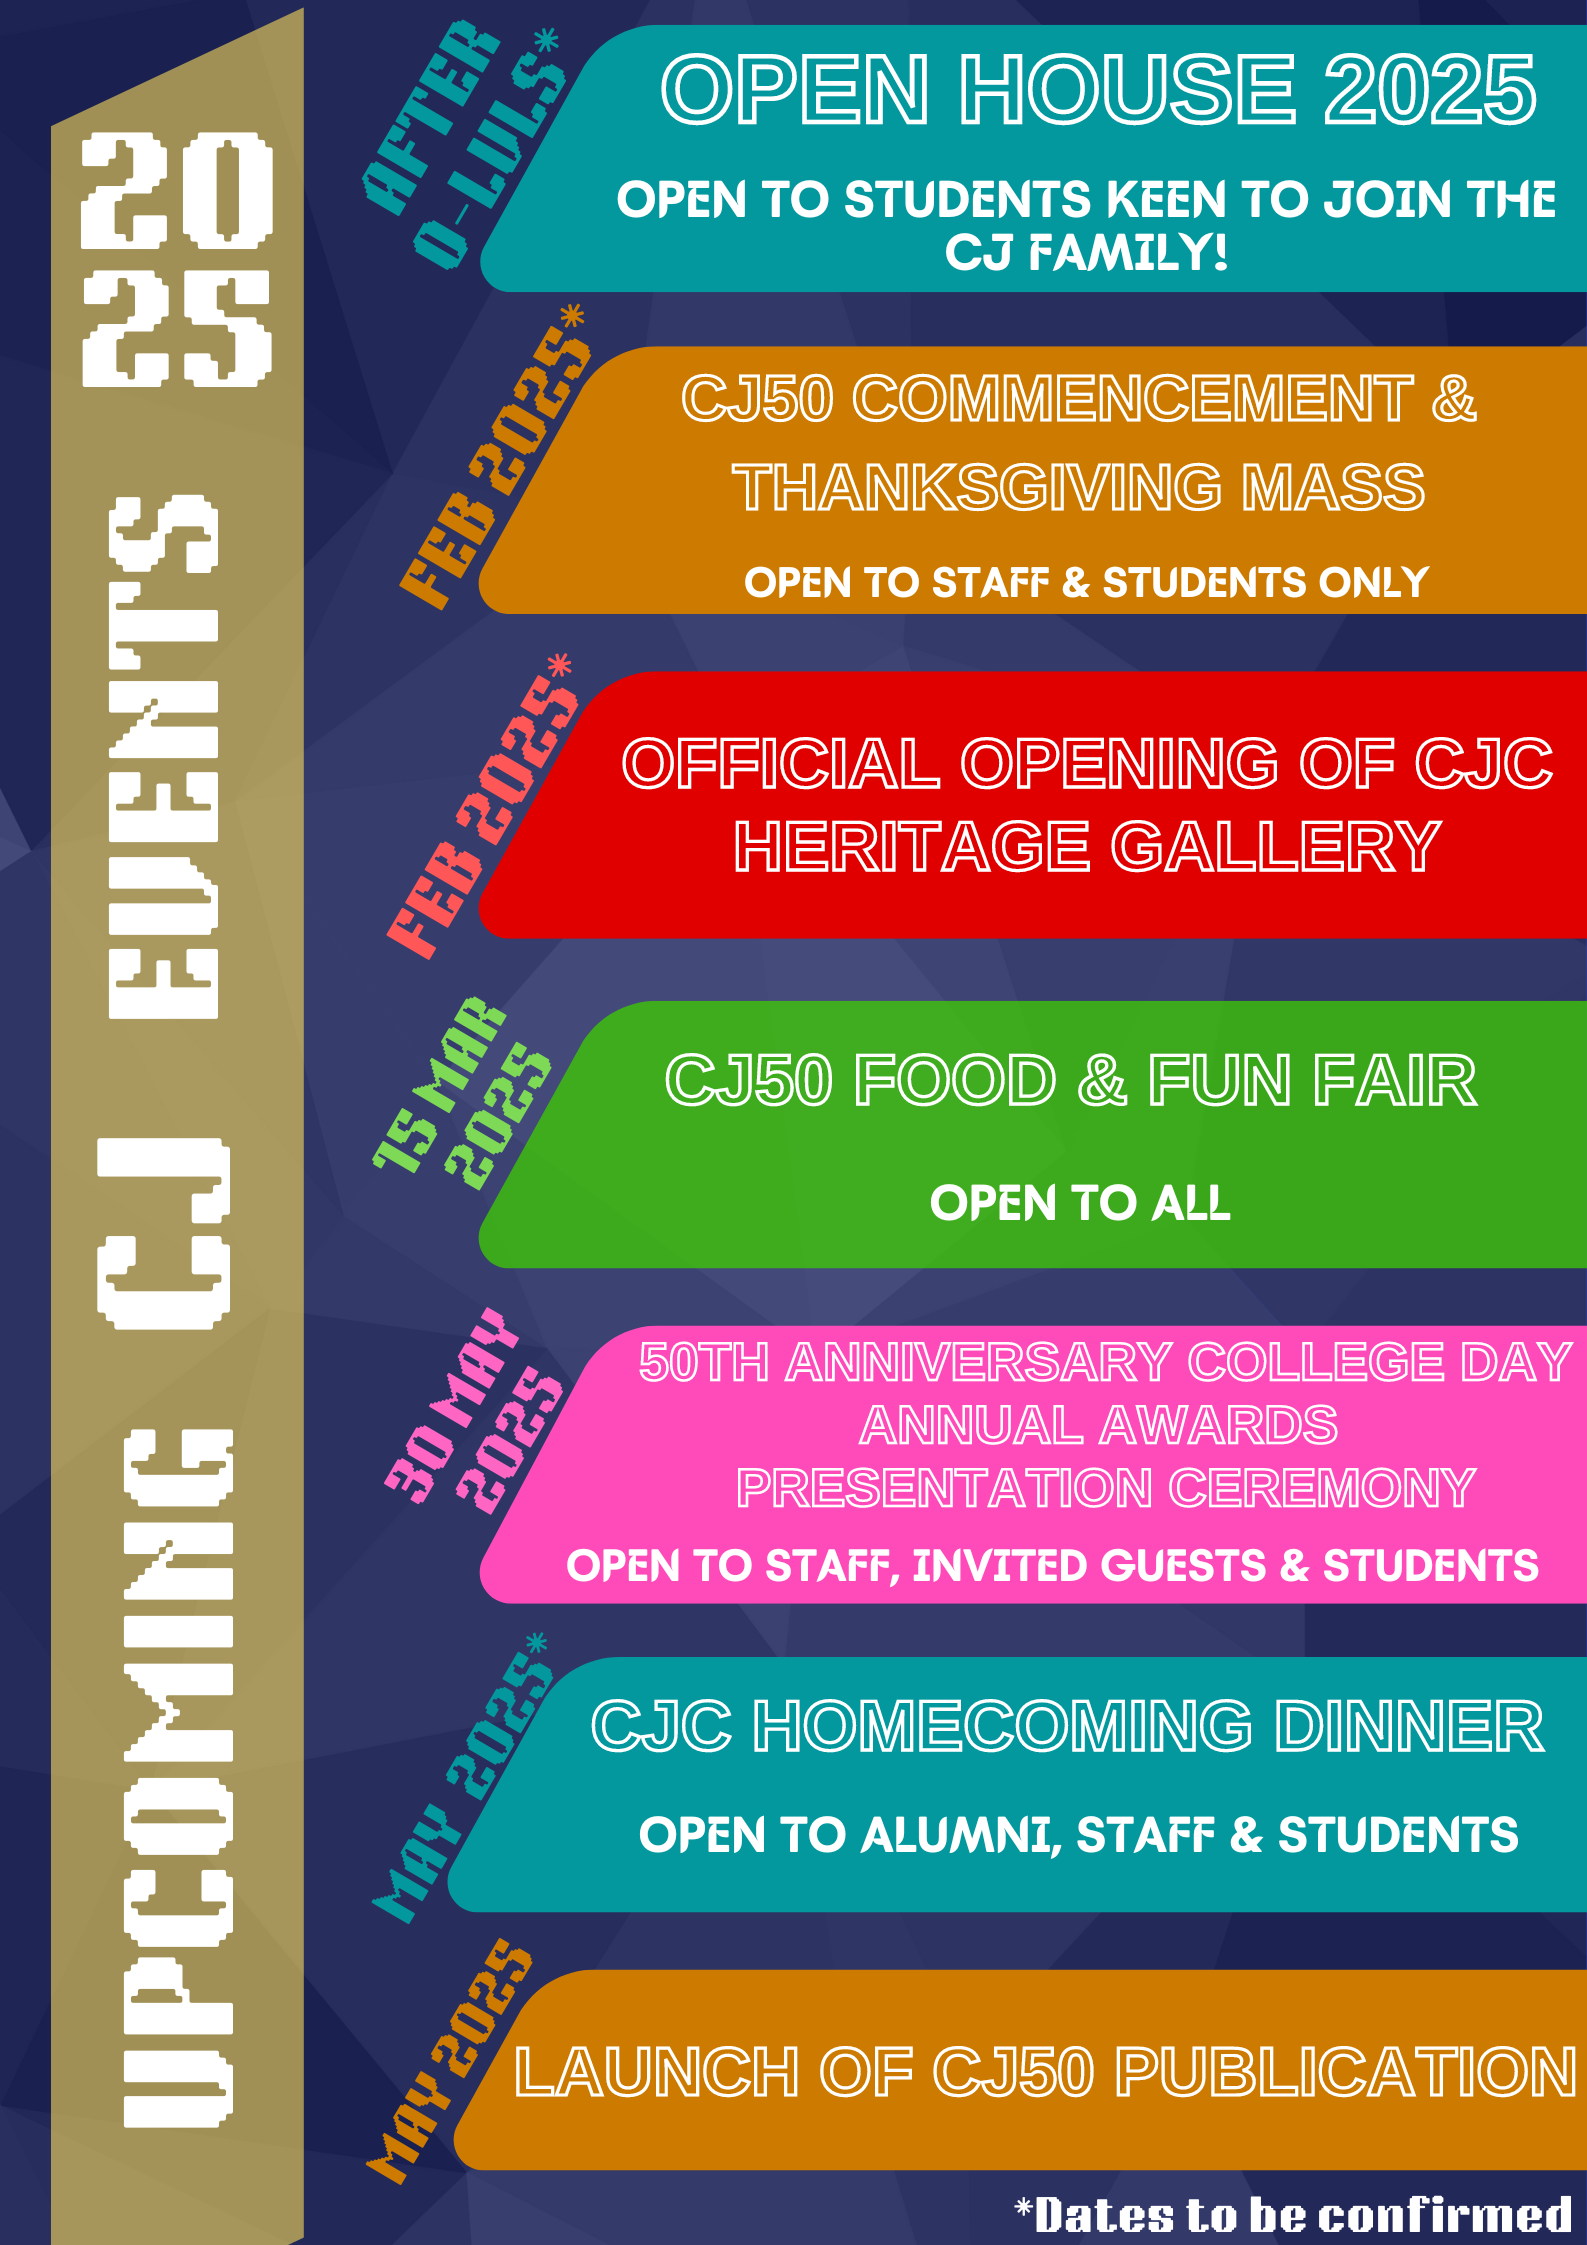 20
25
UPCOMING CJ EVENTS
AFTER
O-LVLS*
OPEN HOUSE 2025
OPEN TO STUDENTS KEEN TO JOIN THE
CJ FAMILY!
FEB 2025*
CJ50 COMMENCEMENT &
THANKSGIVING MASS
OPEN TO STAFF & STUDENTS ONLY
FEB 2025*
OFFICIAL OPENING OF CJC
HERITAGE GALLERY
15 MAR
2025
CJ50 FOOD & FUN FAIR
OPEN TO ALL
30 MAY
2025
50TH ANNIVERSARY COLLEGE DAY
ANNUAL AWARDS
PRESENTATION CEREMONY
OPEN TO STAFF, INVITED GUESTS & STUDENTS
MAY 2025*
CJC HOMECOMING DINNER
OPEN TO ALUMNI, STAFF & STUDENTS
MAY 2025
LAUNCH OF CJ50 PUBLICATION
*Dates to be confirmed